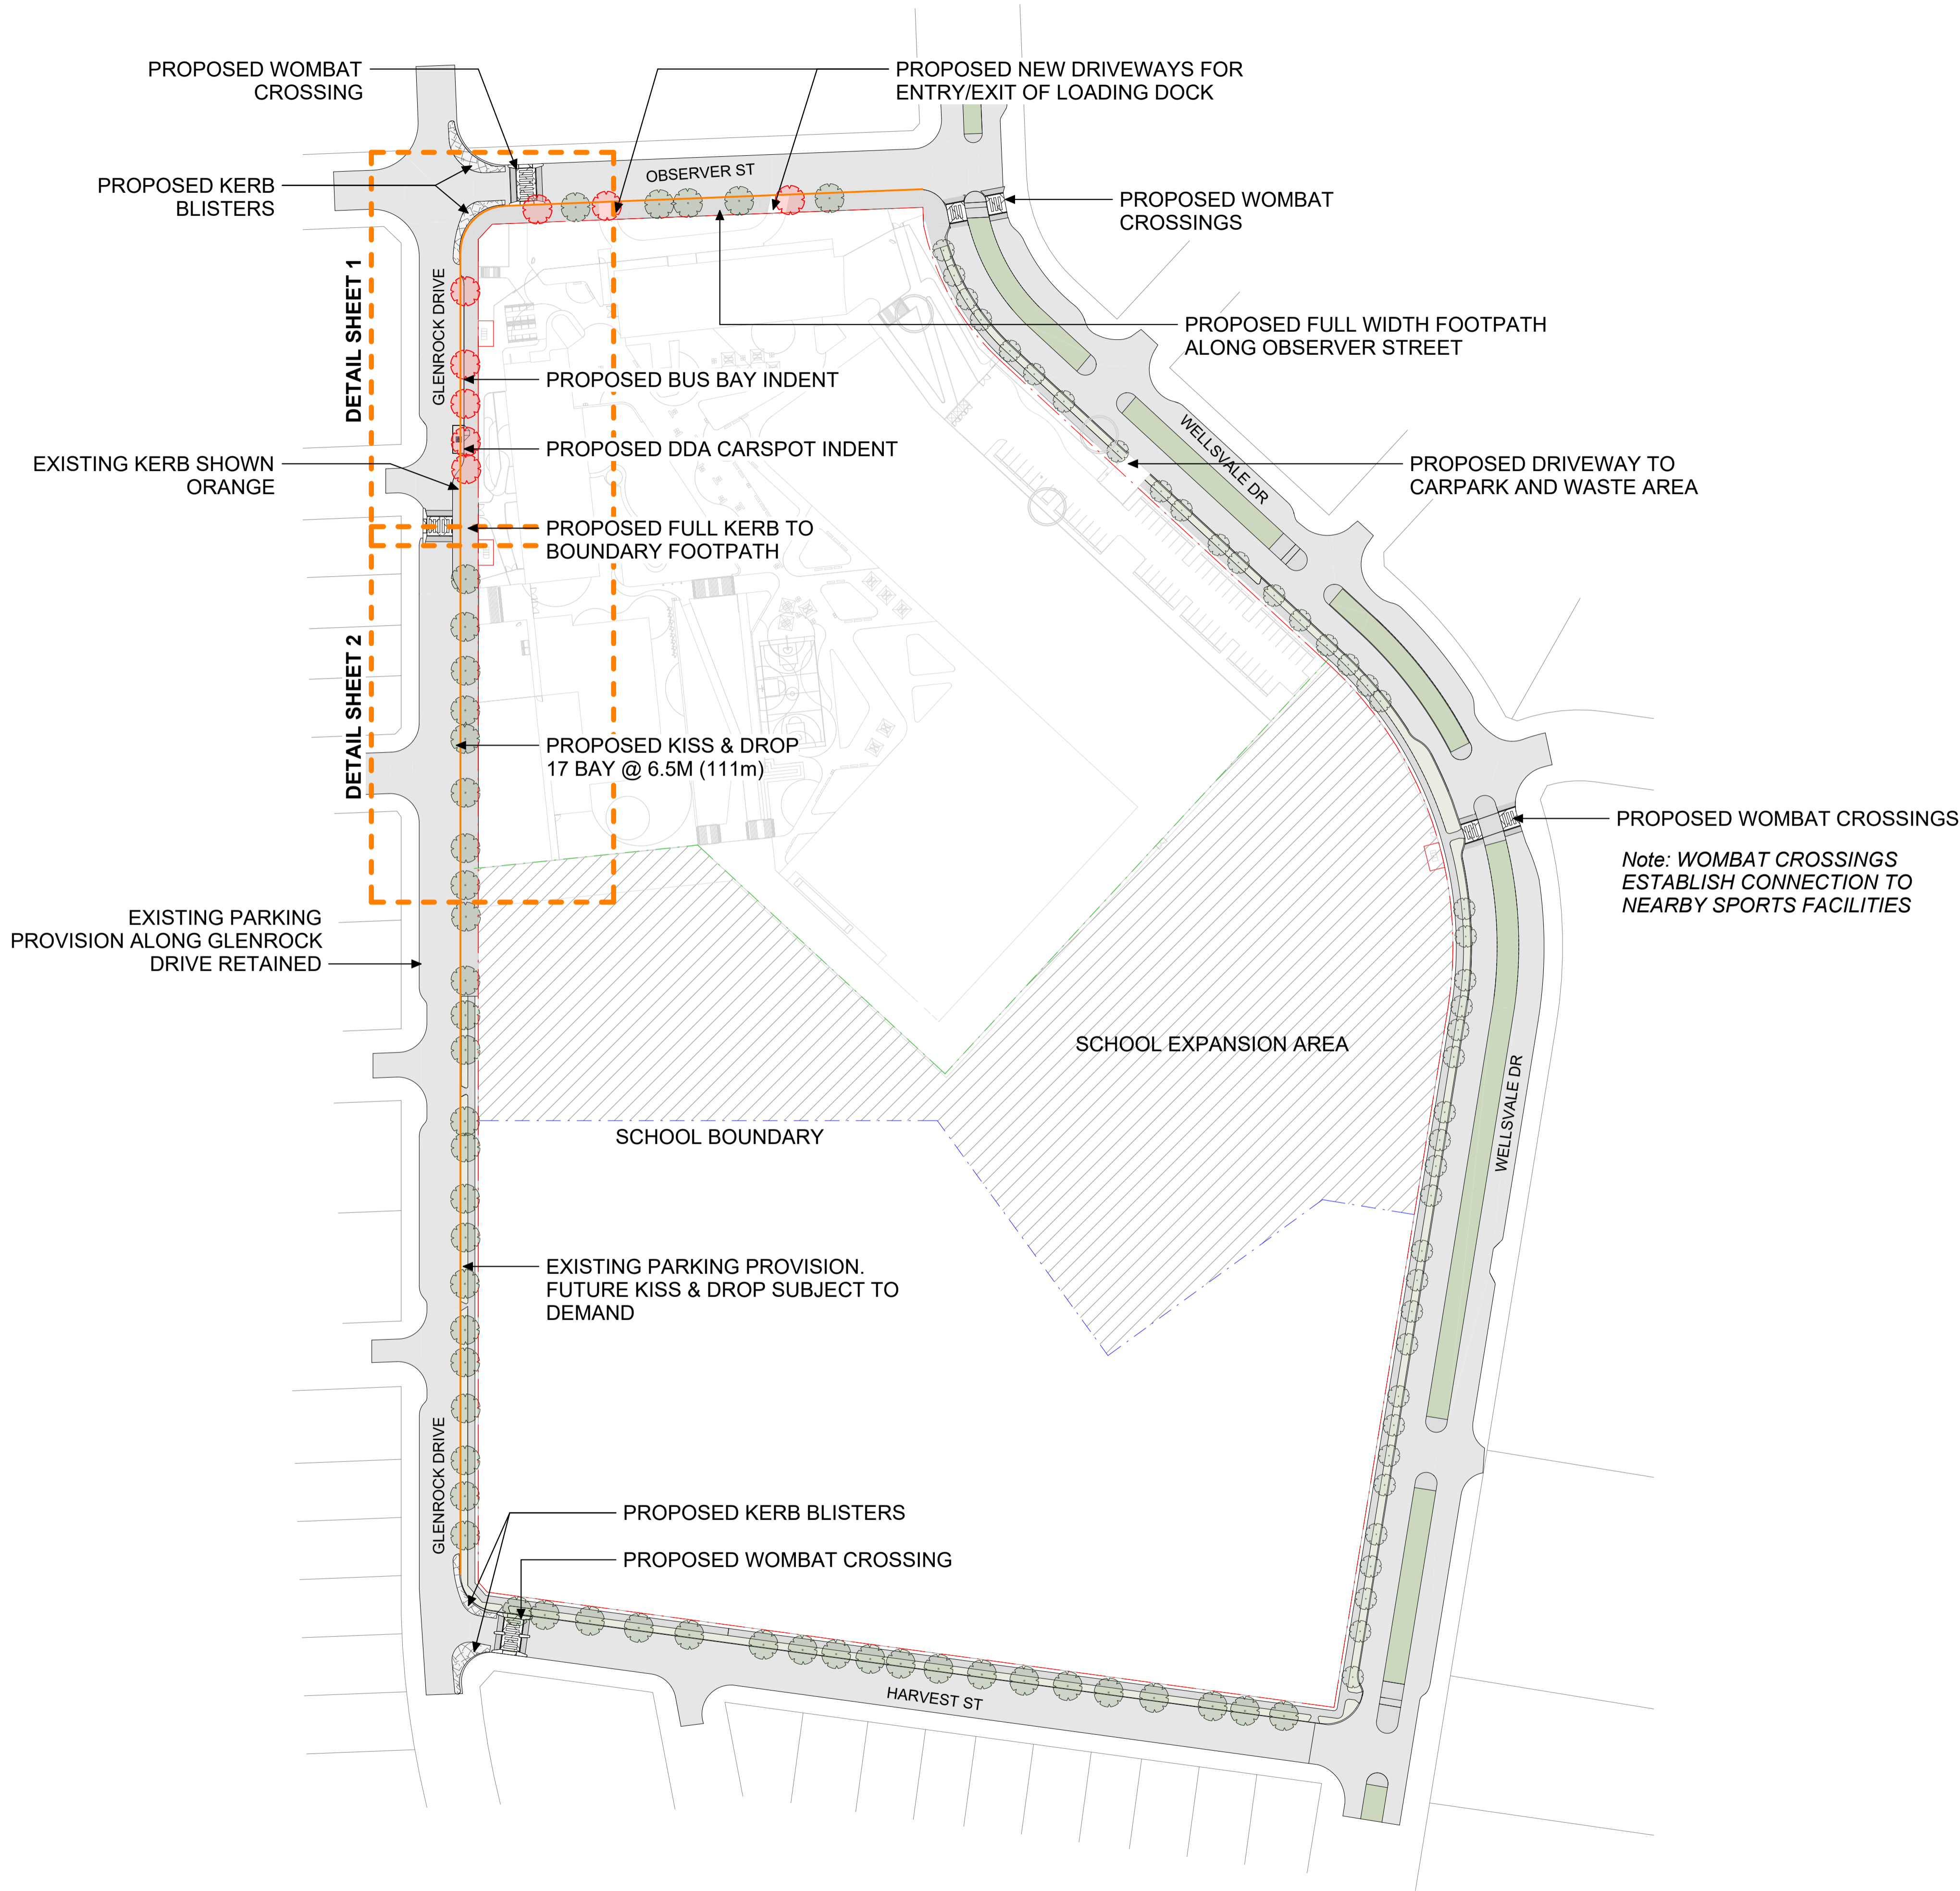 PROPOSED WOMBAT
CROSSING
PROPOSED NEW DRIVEWAYS FOR
ENTRY/EXIT OF LOADING DOCK
OBSERVER ST
PROPOSED KERB
BLISTERS
PROPOSED WOMBAT
CROSSINGS
DETAIL SHEET 1
GLENROCK DRIVE
PROPOSED FULL WIDTH FOOTPATH
ALONG OBSERVER STREET
PROPOSED BUS BAY INDENT
WELLSVALE DR
PROPOSED DDA CARSPOT INDENT
EXISTING KERB SHOWN
ORANGE
PROPOSED DRIVEWAY TO
CARPARK AND WASTE AREA
PROPOSED FULL KERB TO
BOUNDARY FOOTPATH
DETAIL SHEET 2
PROPOSED KISS & DROP
17 BAY @ 6.5M (111m)
PROPOSED WOMBAT CROSSINGS
Note: WOMBAT CROSSINGS
ESTABLISH CONNECTION TO
NEARBY SPORTS FACILITIES
EXISTING PARKING
PROVISION ALONG GLENROCK
DRIVE RETAINED
SCHOOL EXPANSION AREA
WELLSVALE DR
SCHOOL BOUNDARY
EXISTING PARKING PROVISION.
FUTURE KISS & DROP SUBJECT TO
DEMAND
GLENROCK DRIVE
PROPOSED KERB BLISTERS
PROPOSED WOMBAT CROSSING
HARVEST ST